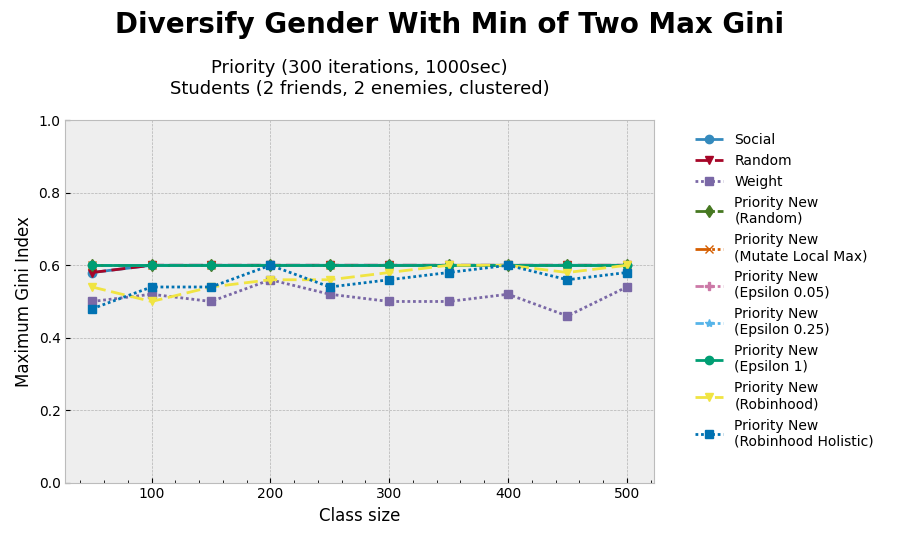 Diversify Gender With Min of Two Max Gini
Priority (300 iterations, 1000sec)
Students (2 friends, 2 enemies, clustered)
Maximum Gini Index
1.0
0.8
0.6
0.4
0.2
0.0
100
200
300
400
500
Class size
Social
Random
Weight
Priority New
(Random)
Priority New
(Mutate Local Max)
Priority New
(Epsilon 0.05)
Priority New
(Epsilon 0.25)
Priority New
(Epsilon 1)
Priority New
(Robinhood)
Priority New
(Robinhood Holistic)